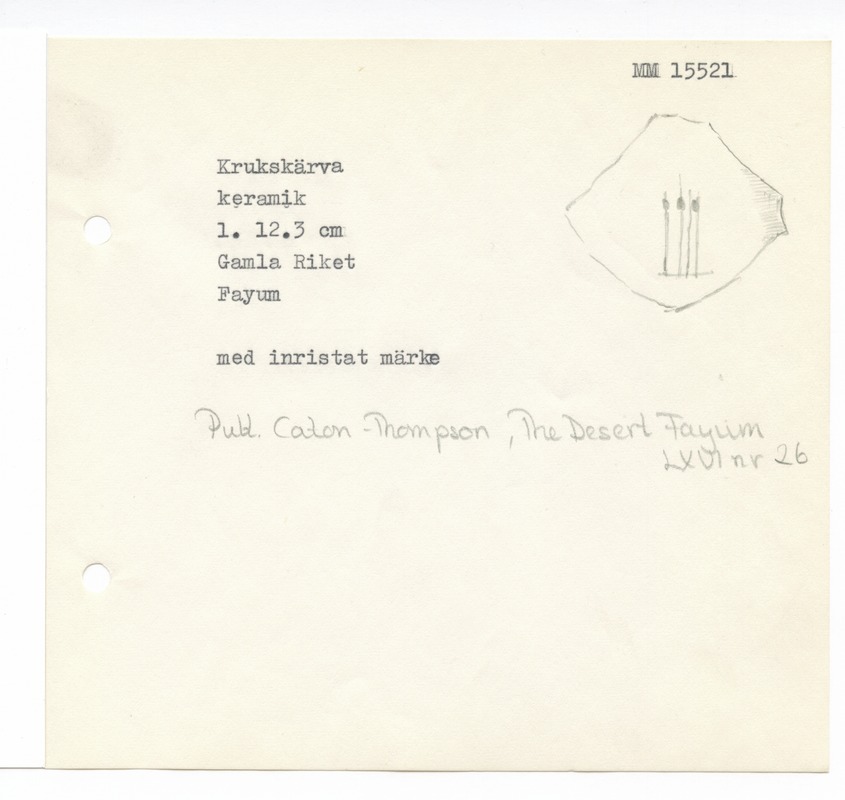 MM 15521
Krukskärva
keramik
l. 12.3 cm
Gamla Riket
Fayum
med inristat märke
Publ. Caton-Thompson, The Desert Fayum
LXVI nr 26